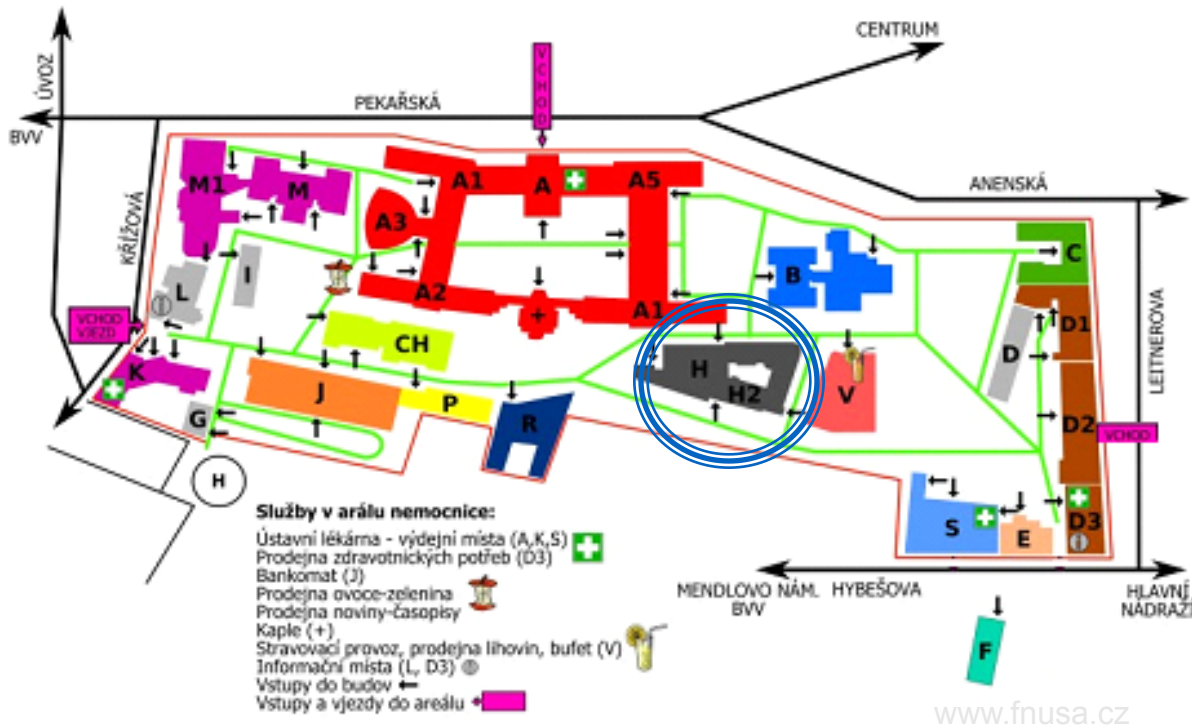 CENTRUM
ÚVOZ
VCHOD
PEKAŘSKÁ
BVV
ANENSKÁ
KŘÍŽOVÁ
M1
M
A1
A
A5
A3
C
B
I
L
A2
+
A1
D1
VCHOD
VJEZD
CH
D
LEITNEROVA
K
H
H2
V
J
P
G
R
D2
VCHOD
H
S
E
D3
Služby v arálu nemocnice:
Ústavní lékárna - výdejní místa (A,K,S)
Prodejna zdravotnických potřeb (D3)
Bankomat (J)
Prodejna ovoce-zelenina
Prodejna noviny-časopisy
Kaple (+)
Stravovací provoz, prodejna lihovin, bufet (V)
Informační místa (L, D3)
Vstupy do budov
Vstupy a vjezdy do areálu
MENDLOVO NÁM.
BVV
HYBEŠOVA
HLAVNÍ
NÁDRAŽÍ
F
www.fnusa.cz